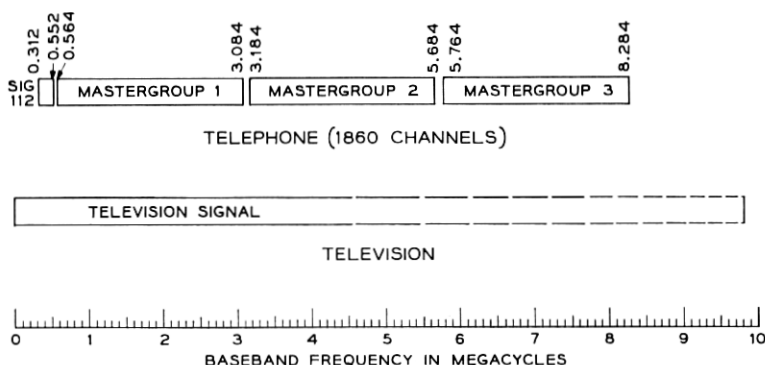 0.312 0.552 0.564 3.084 3.184 5.684 5.764 8.284
SIG 112
MASTERGROUP 1 MASTERGROUP 2 MASTERGROUP 3
TELEPHONE (1860 CHANNELS)
TELEVISION SIGNAL
TELEVISION
0 1 2 3 4 5 6 7 8 9 10
BASEBAND FREQUENCY IN MEGACYCLES